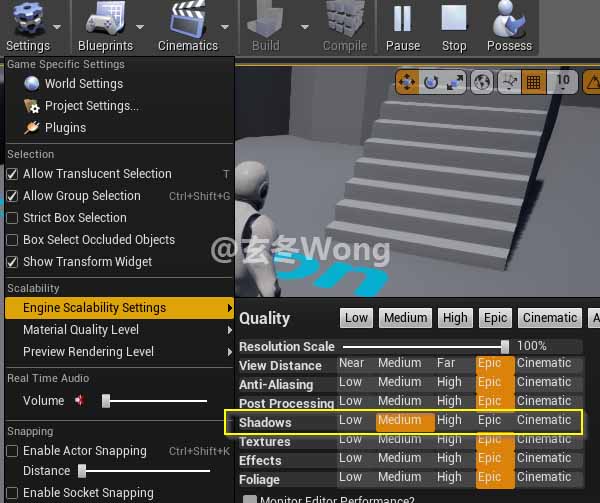 Settings
Blueprints
Cinematics
Build
Compile
Pause
Stop
Possess
Game Specific Settings
World Settings
Project Settings...
Plugins
10
Selection
Allow Translucent Selection T
Allow Group Selection Ctrl+Shift+G
Strict Box Selection
Box Select Occluded Objects
Show Transform Widget
@玄冬Wong
on
Scalability
Engine Scalability Settings
Material Quality Level
Preview Rendering Level
Real Time Audio
Volume
Snapping
Enable Actor Snapping Ctrl+Shift+K
Distance
Enable Socket Snapping
Quality Low Medium High Epic Cinematic A
Resolution Scale 100%
View Distance Near Medium Far Epic Cinematic
Anti-Aliasing Low Medium High Epic Cinematic
Post Processing Low Medium High Epic Cinematic
Shadows Low Medium High Epic Cinematic
Textures Low Medium High Epic Cinematic
Effects Low Medium High Epic Cinematic
Foliage Low Medium High Epic Cinematic
Monitor Editor Performance?